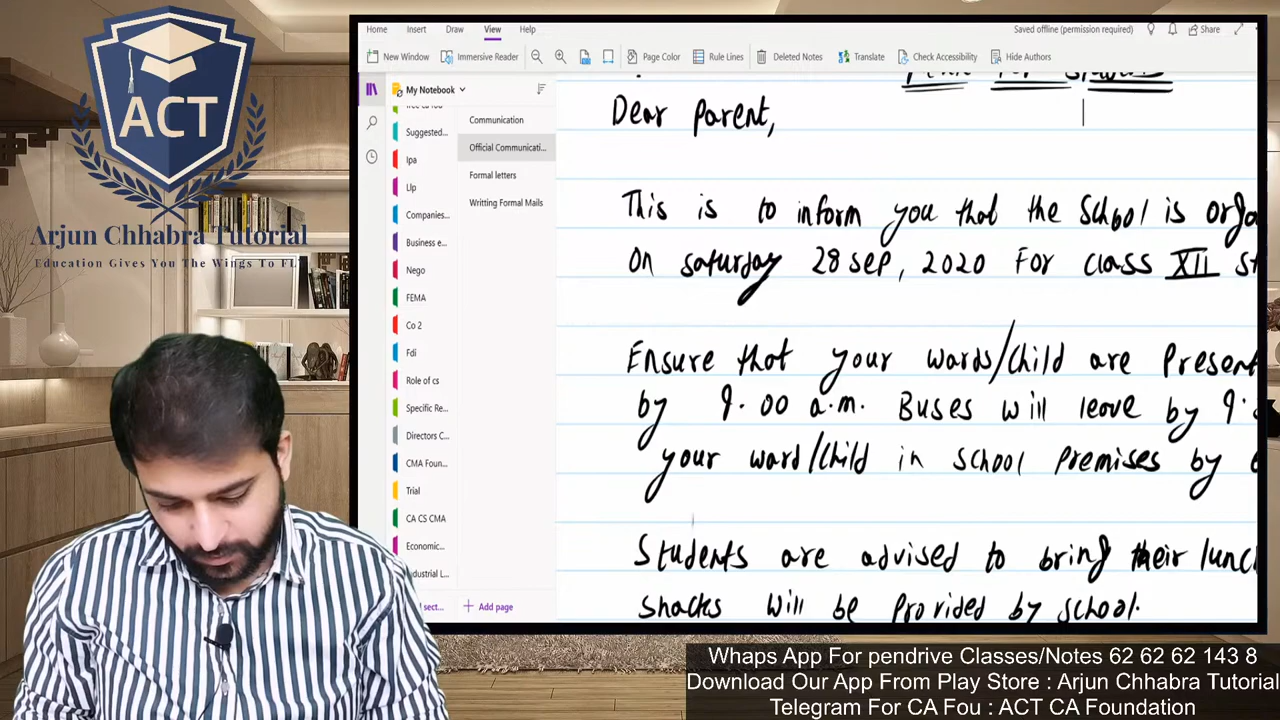 ACT
Arjun Chhabra Tutorial
Education Gives You The Wings To
Home Insert Draw View Help
Saved offline (permission required) Share
New Window Immersive Reader Page Color Rule Lines Deleted Notes Translate Check Accessibility Hide Authors
My Notebook
Suggested...
Ipa
Llp
Companies...
Business e...
Nego
FEMA
Co 2
Fdi
Role of cs
Specific Re...
Directors C...
CMA Foun...
Trial
CA CS CMA
Economic...
Industrial L...
sect...
Communication
Official Communicati...
Formal letters
Writting Formal Mails
Add page
Dear Parent,
This is to inform you that the School is
On saturday 28 Sep, 2020 For class XII
Ensure that your wards/Child are Present
by 9.00 a.m. Buses will leave by 9.
your ward/Child in school premises by
Students are advised to bring their
snacks will be Provided by school.
Whaps App For pendrive Classes/Notes 62 62 62 143 8
Download Our App From Play Store : Arjun Chhabra Tutorial
Telegram For CA Fou : ACT CA Foundation